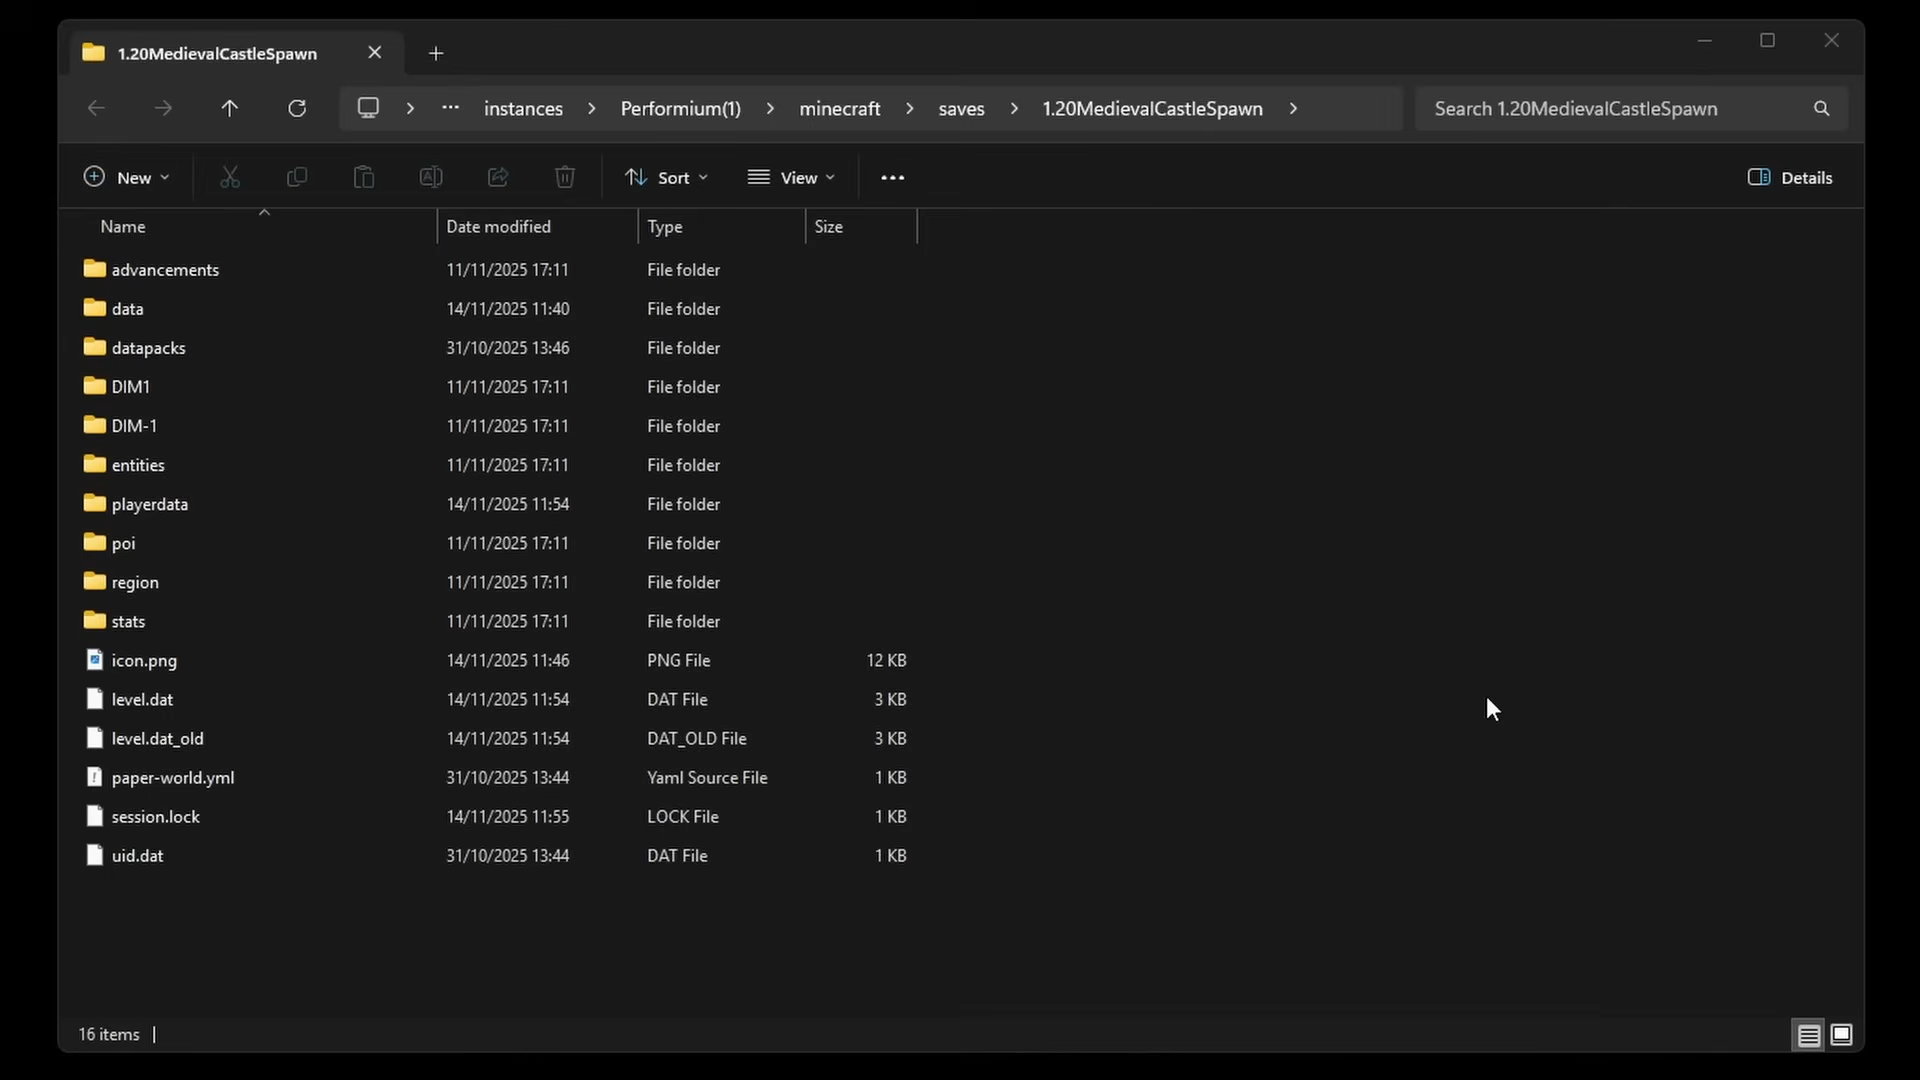 1.20MedievalCastleSpawn
instances Performium(1) minecraft saves 1.20MedievalCastleSpawn Search 1.20MedievalCastleSpawn
New Sort View Details
Name Date modified Type Size
advancements 11/11/2025 17:11 File folder
data 14/11/2025 11:40 File folder
datapacks 31/10/2025 13:46 File folder
DIM1 11/11/2025 17:11 File folder
DIM-1 11/11/2025 17:11 File folder
entities 11/11/2025 17:11 File folder
playerdata 14/11/2025 11:54 File folder
poi 11/11/2025 17:11 File folder
region 11/11/2025 17:11 File folder
stats 11/11/2025 17:11 File folder
icon.png 14/11/2025 11:46 PNG File 12 KB
level.dat 14/11/2025 11:54 DAT File 3 KB
level.dat_old 14/11/2025 11:54 DAT_OLD File 3 KB
paper-world.yml 31/10/2025 13:44 Yaml Source File 1 KB
session.lock 14/11/2025 11:55 LOCK File 1 KB
uid.dat 31/10/2025 13:44 DAT File 1 KB
16 items